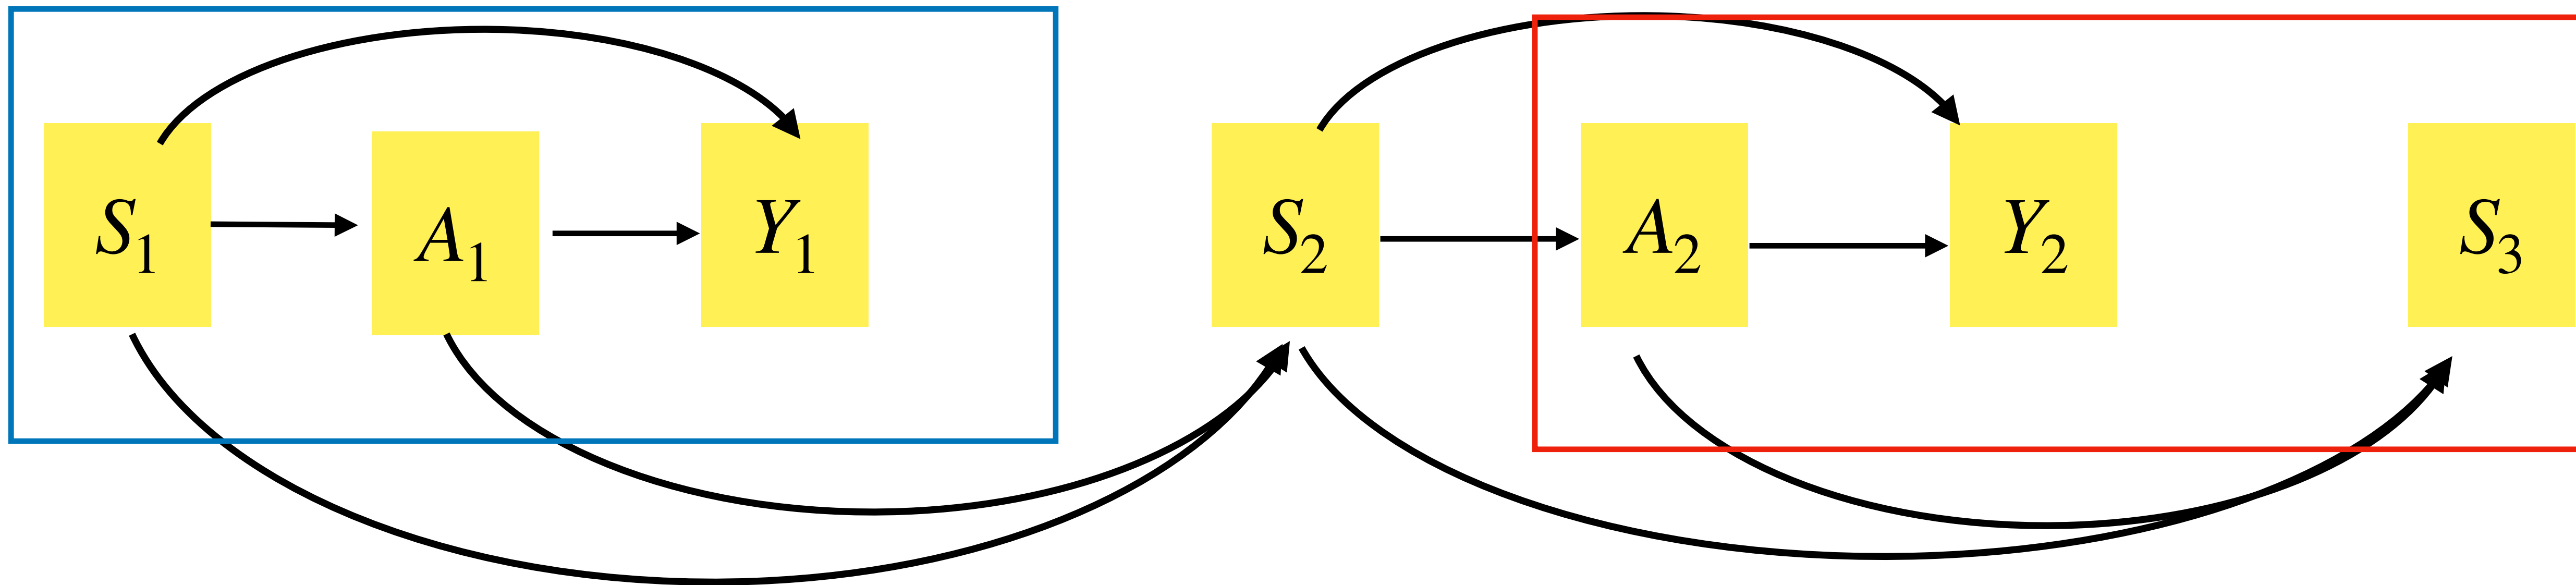 S₁ A₁ Y₁ S₂ A₂ Y₂ S₃